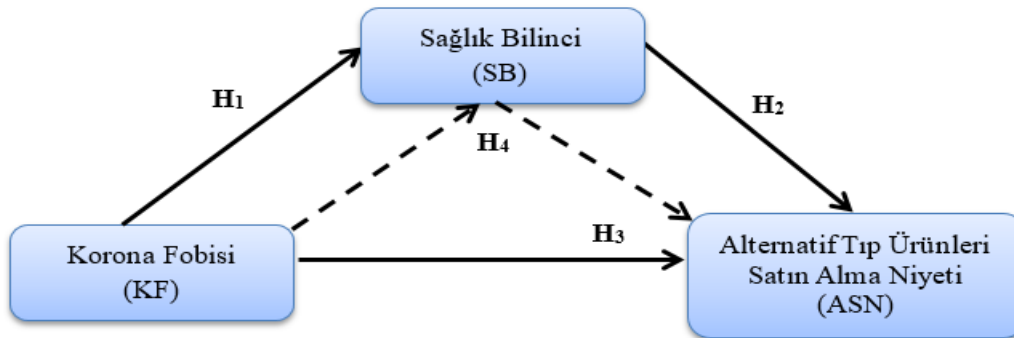 Sağlık Bilinci
(SB)
H1
H2
H4
Korona Fobisi
(KF)
H3
Alternatif Tıp Ürünleri
Satın Alma Niyeti
(ASN)